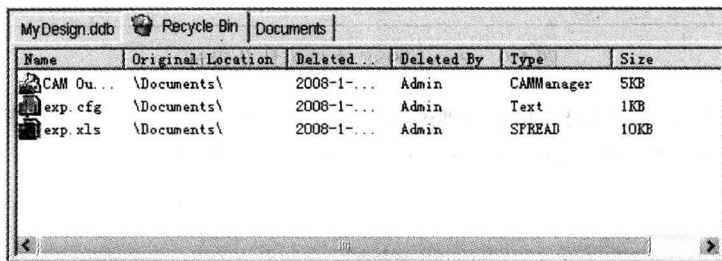 MyDesign.ddb Recycle Bin Documents
Name Original Location Deleted... Deleted By Type Size
CAM Ou... \Documents\ 2008-1-... Admin CAMManager 5KB
exp.cfg \Documents\ 2008-1-... Admin Text 1KB
exp.xls \Documents\ 2008-1-... Admin SPREAD 10KB